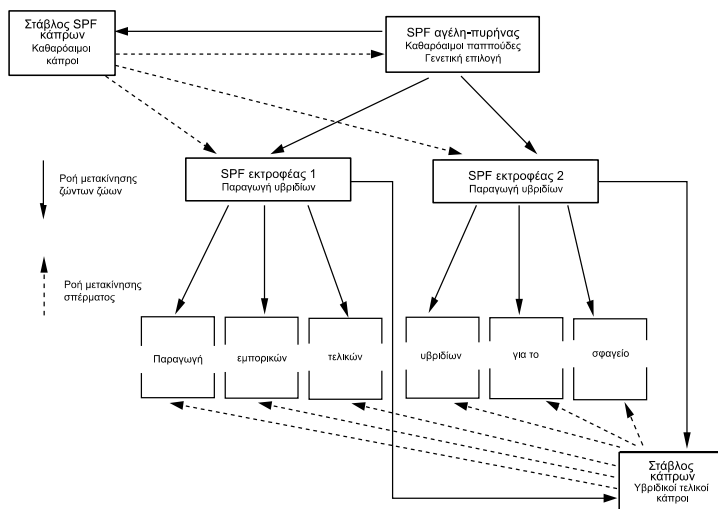 Στάβλος SPF
κάπρων
Καθαρόαιμοι
κάπροι
SPF αγέλη-πυρήνας
Καθαρόαιμοι παππούδες
Γενετική επιλογή
SPF εκτροφέας 1
Παραγωγή υβριδίων
SPF εκτροφέας 2
Παραγωγή υβριδίων
Ροή μετακίνησης
ζώντων ζώων
Ροή μετακίνησης
σπέρματος
Παραγωγή
εμπορικών
τελικών
υβριδίων
για το
σφαγείο
Στάβλος
κάπρων
Υβριδικοί τελικοί
κάπροι